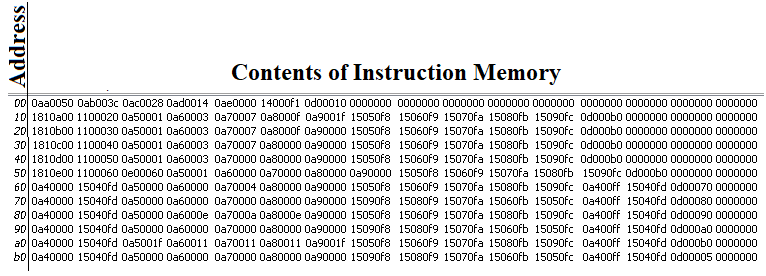 Address
Contents of Instruction Memory
00 0aa0050 0ab003c 0ac0028 0ad0014 0ae0000 14000f1 0d00010 0000000 0000000 0000000 0000000 0000000 0000000 0000000 0000000
10 1810a00 1100020 0a50001 0a60003 0a70007 0a8000f 0a9001f 15050f8 15060f9 15070fa 15080fb 15090fc 0d000b0 0000000 0000000 0000000
20 1810b00 1100030 0a50001 0a60003 0a70007 0a8000f 0a90000 15050f8 15060f9 15070fa 15080fb 15090fc 0d000b0 0000000 0000000 0000000
30 1810c00 1100040 0a50001 0a60003 0a70007 0a80000 0a90000 15050f8 15060f9 15070fa 15080fb 15090fc 0d000b0 0000000 0000000 0000000
40 1810d00 1100050 0a50001 0a60003 0a70000 0a80000 0a90000 15050f8 15060f9 15070fa 15080fb 15090fc 0d000b0 0000000 0000000 0000000
50 1810e00 1100060 0e00060 0a50001 0a60000 0a70000 0a80000 0a90000 15050f8 15060f9 15070fa 15080fb 15090fc 0d000b0 0000000 0000000
60 0a40000 15040fd 0a50000 0a60000 0a70004 0a80000 0a90000 15050f8 15060f9 15070fa 15080fb 15090fc 0a400ff 15040fd 0d00070 0000000
70 0a40000 15040fd 0a50000 0a60000 0a70000 0a80000 0a90000 15090f8 15080f9 15070fa 15060fb 15050fc 0a400ff 15040fd 0d00080 0000000
80 0a40000 15040fd 0a50000 0a6000e 0a7000a 0a8000e 0a90000 15050f8 15060f9 15070fa 15080fb 15090fc 0a400ff 15040fd 0d00090 0000000
90 0a40000 15040fd 0a50000 0a60000 0a70000 0a80000 0a90000 15090f8 15080f9 15070fa 15060fb 15050fc 0a400ff 15040fd 0d000a0 0000000
a0 0a40000 15040fd 0a5001f 0a60011 0a70011 0a80011 0a9001f 15050f8 15060f9 15070fa 15080fb 15090fc 0a400ff 15040fd 0d000b0 0000000
b0 0a40000 15040fd 0a50000 0a60000 0a70000 0a80000 0a90000 15090f8 15080f9 15070fa 15060fb 15050fc 0a400ff 15040fd 0d00005 0000000